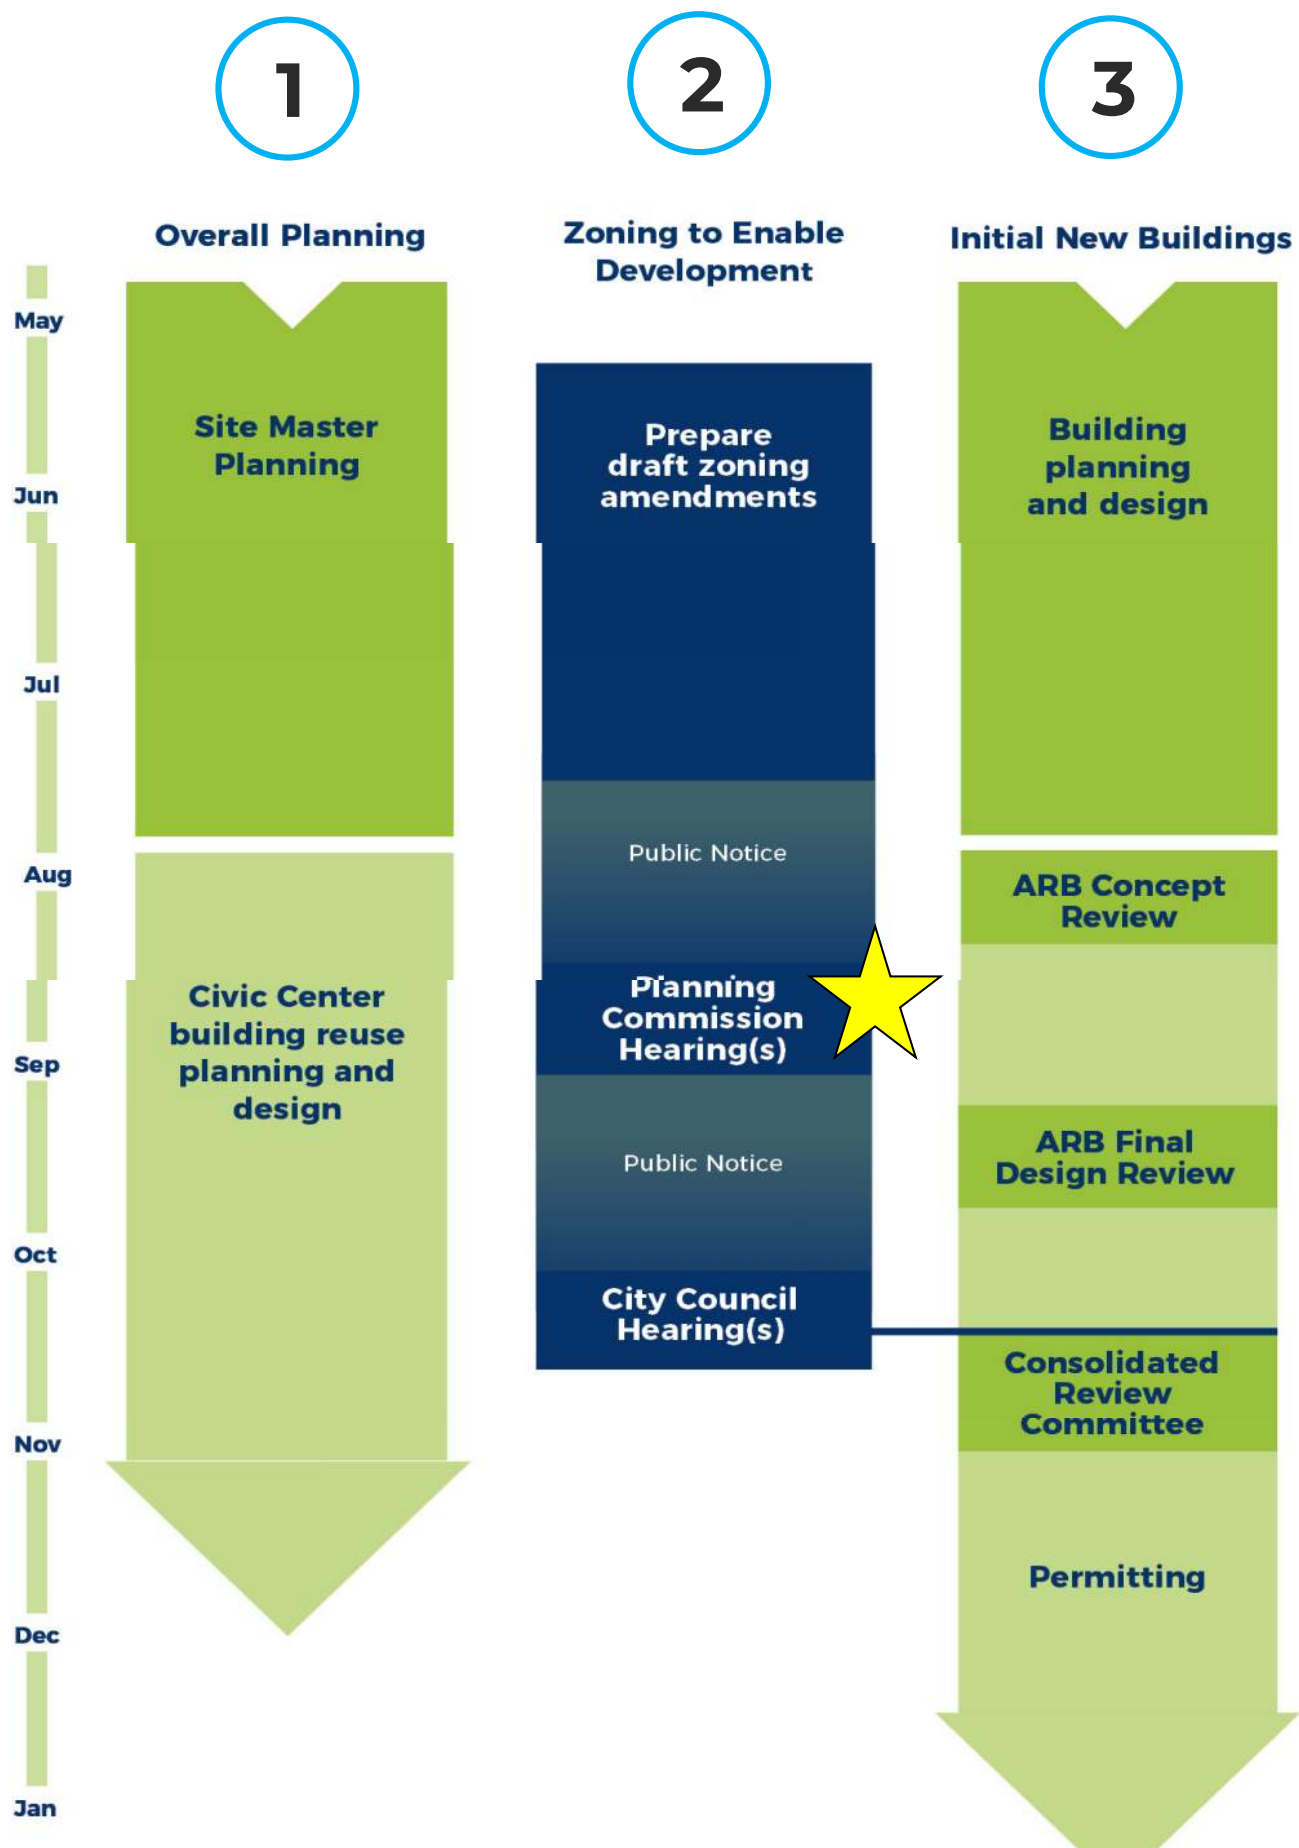 1
2
3
Overall Planning
Zoning to Enable
Development
Initial New Buildings
May
Jun
Jul
Aug
Sep
Oct
Nov
Dec
Jan
Site Master
Planning
Civic Center
building reuse
planning and
design
Prepare
draft zoning
amendments
Public Notice
Planning
Commission
Hearing(s)
Public Notice
City Council
Hearing(s)
Building
planning
and design
ARB Concept
Review
ARB Final
Design Review
Consolidated
Review
Committee
Permitting